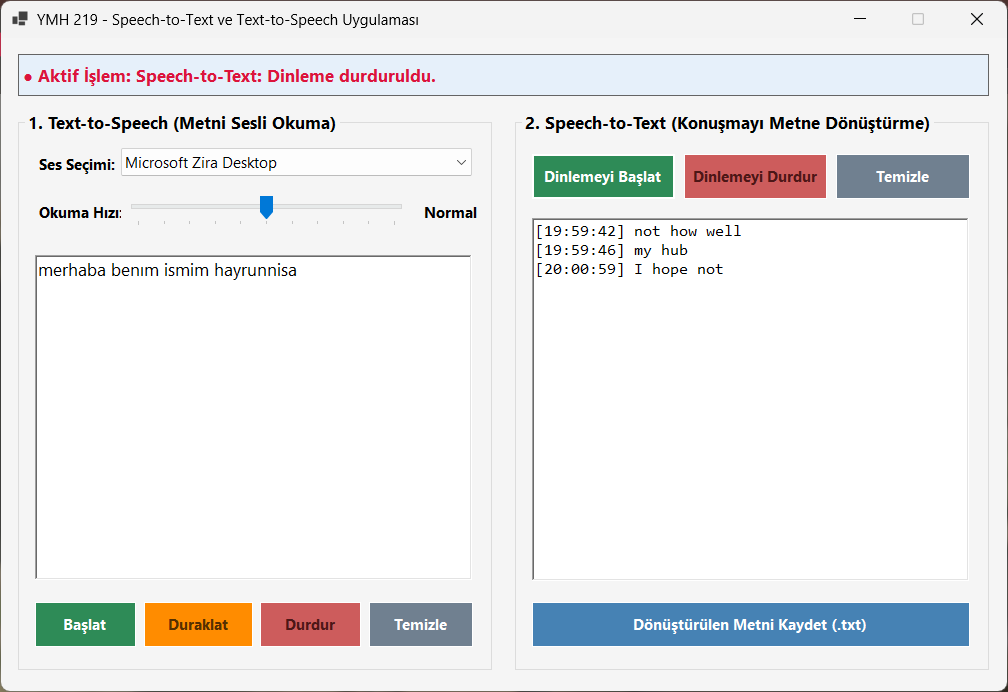 YMH 219 - Speech-to-Text ve Text-to-Speech Uygulaması
● Aktif İşlem: Speech-to-Text: Dinleme durduruldu.
1. Text-to-Speech (Metni Sesli Okuma)
Ses Seçimi: Microsoft Zira Desktop
Okuma Hızı: Normal
merhaba benım ismim hayrunnisa
Başlat Duraklat Durdur Temizle
2. Speech-to-Text (Konuşmayı Metne Dönüştürme)
Dinlemeyi Başlat Dinlemeyi Durdur Temizle
[19:59:42] not how well
[19:59:46] my hub
[20:00:59] I hope not
Dönüştürülen Metni Kaydet (.txt)